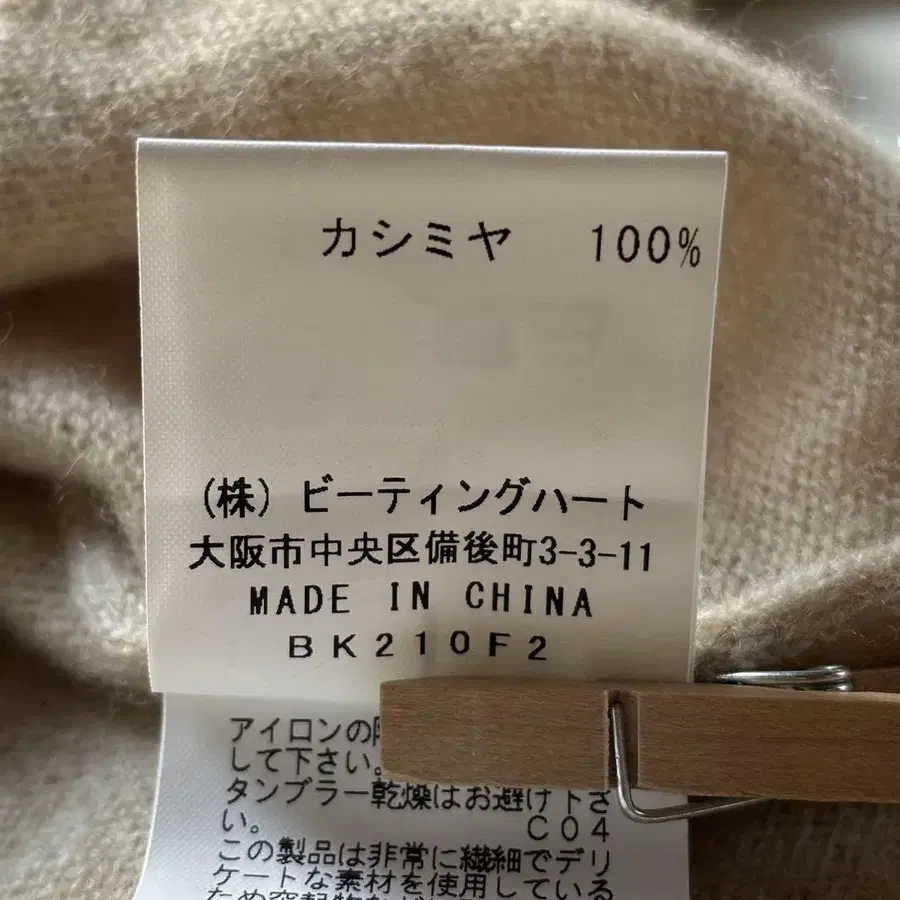 カシミヤ 100%
(株)ビーティングハート
大阪市中央区備後町3-3-11
MADE IN CHINA
BK210F2
アイロンの
して下さい。
タンブラー乾燥はお避け下さ
い。 C04
この製品は非常に繊細でデリ
ケートな素材を使用している
ため